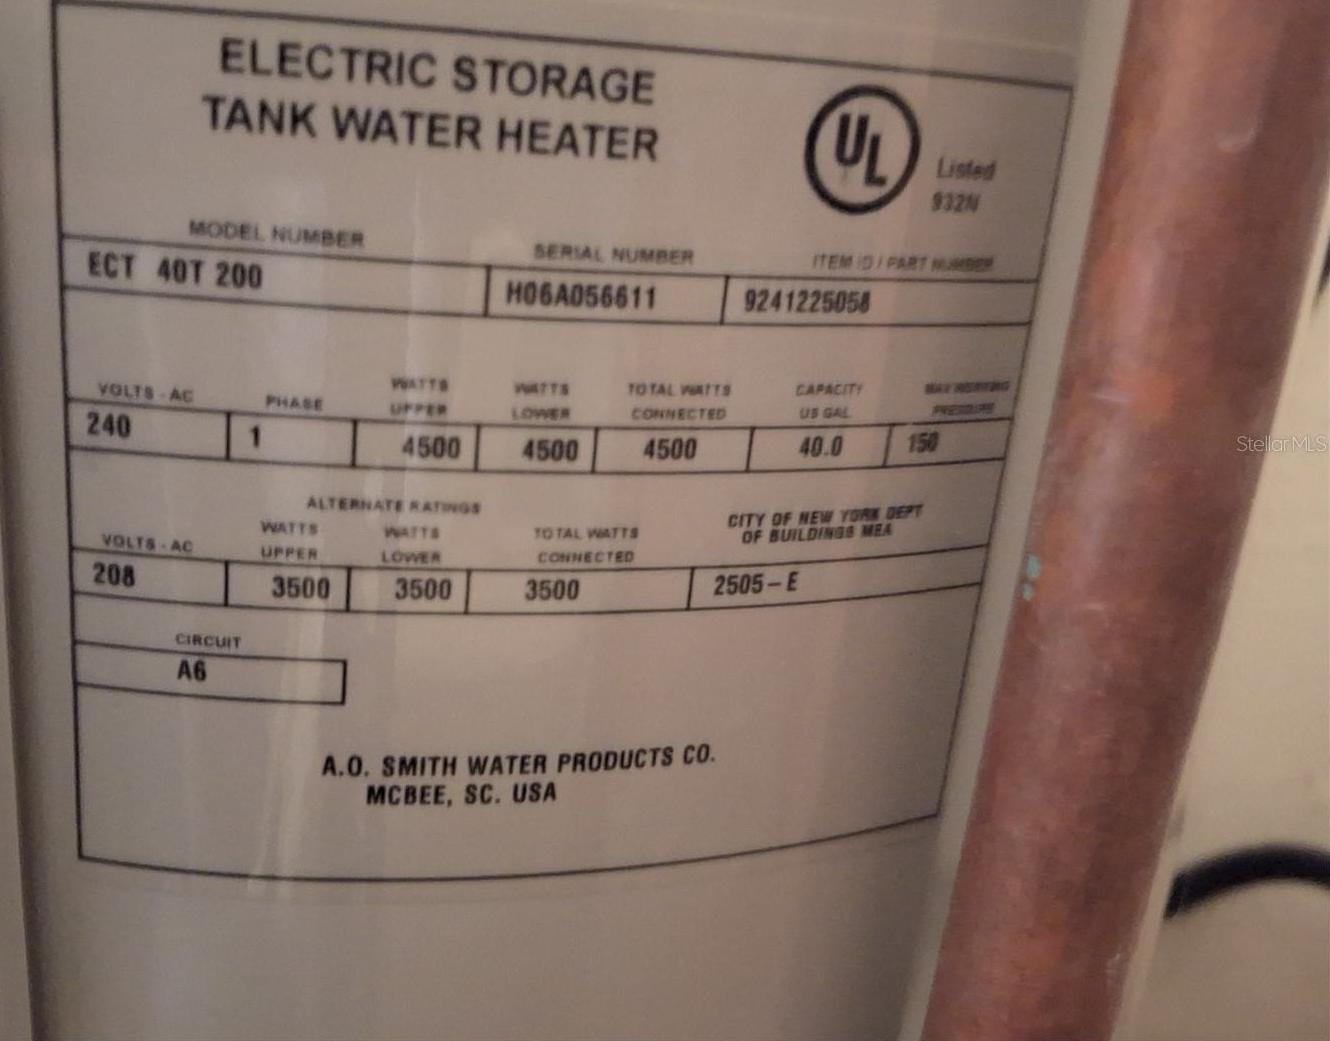 ELECTRIC STORAGE
TANK WATER HEATER
UL
Listed
932N
MODEL NUMBER SERIAL NUMBER ITEM ID / PART NUMBER
ECT 40T 200 H06A056611 9241225058
VOLTS - AC PHASE WATTS UPPER WATTS LOWER TOTAL WATTS CONNECTED CAPACITY US GAL MAX WORKING PRESSURE
240 1 4500 4500 4500 40.0 150
ALTERNATE RATINGS
VOLTS - AC WATTS UPPER WATTS LOWER TOTAL WATTS CONNECTED CITY OF NEW YORK DEPT OF BUILDINGS MEA
208 3500 3500 3500 2505-E
CIRCUIT
A6
A.O. SMITH WATER PRODUCTS CO.
MCBEE, SC. USA
StellarMLS